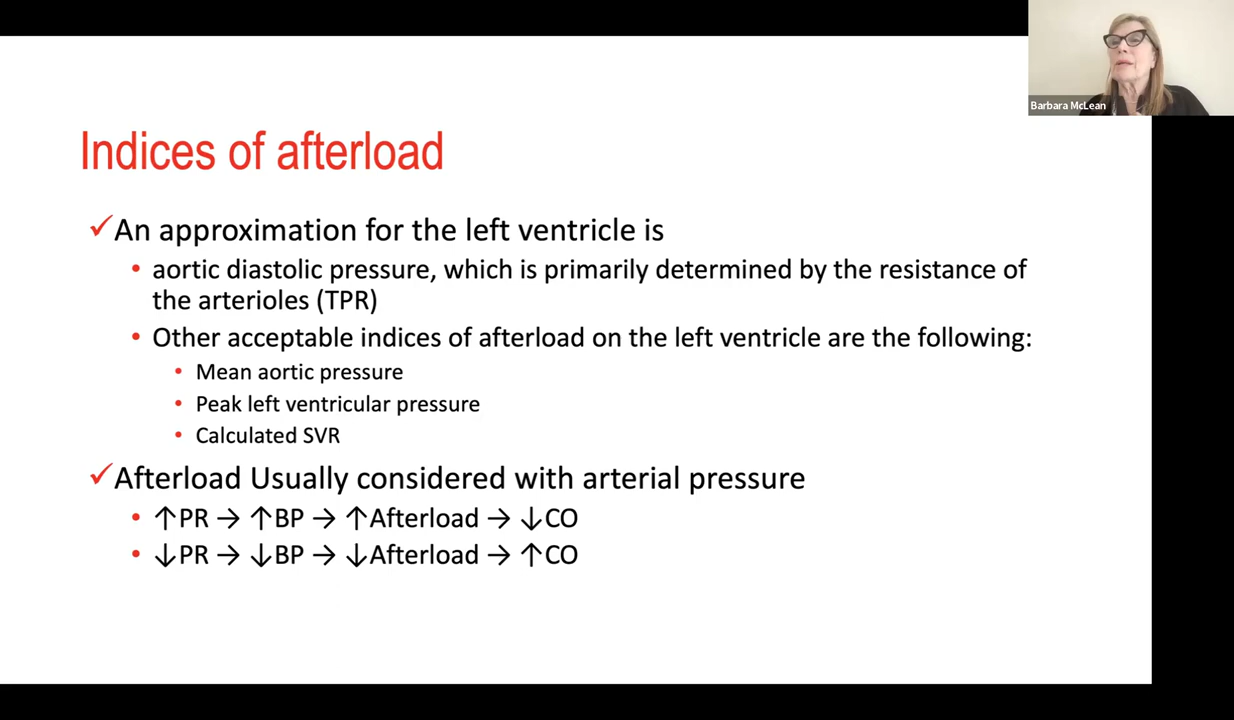 Barbara McLean
Indices of afterload
✓An approximation for the left ventricle is
• aortic diastolic pressure, which is primarily determined by the resistance of
the arterioles (TPR)
• Other acceptable indices of afterload on the left ventricle are the following:
• Mean aortic pressure
• Peak left ventricular pressure
• Calculated SVR
✓Afterload Usually considered with arterial pressure
• ↑PR → ↑BP → ↑Afterload → ↓CO
• ↓PR → ↓BP → ↓Afterload → ↑CO